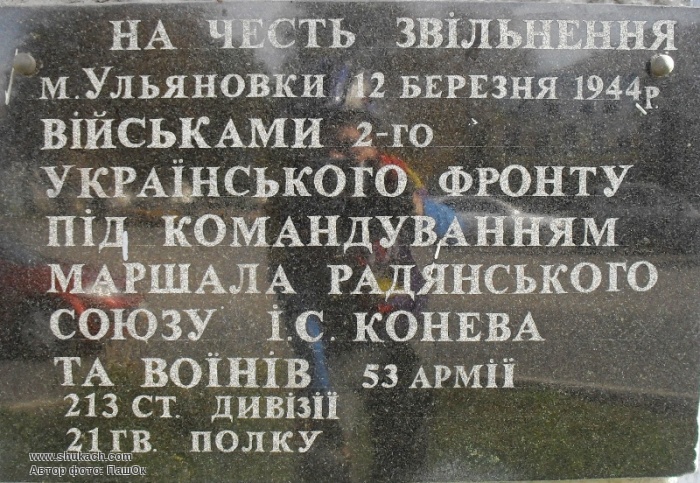 НА ЧЕСТЬ ЗВІЛЬНЕННЯ
м. УЛЬЯНОВКИ 12 БЕРЕЗНЯ 1944р.
ВІЙСЬКАМИ 2-ГО
УКРАЇНСЬКОГО ФРОНТУ
ПІД КОМАНДУВАННЯМ
МАРШАЛА РАДЯНСЬКОГО
СОЮЗУ І.С. КОНЕВА
ТА ВОЇНІВ 53 АРМІЇ
213 СТ. ДИВІЗІЇ
21 ГВ. ПОЛКУ
www.shukach.com
Автор фото: ПашОк